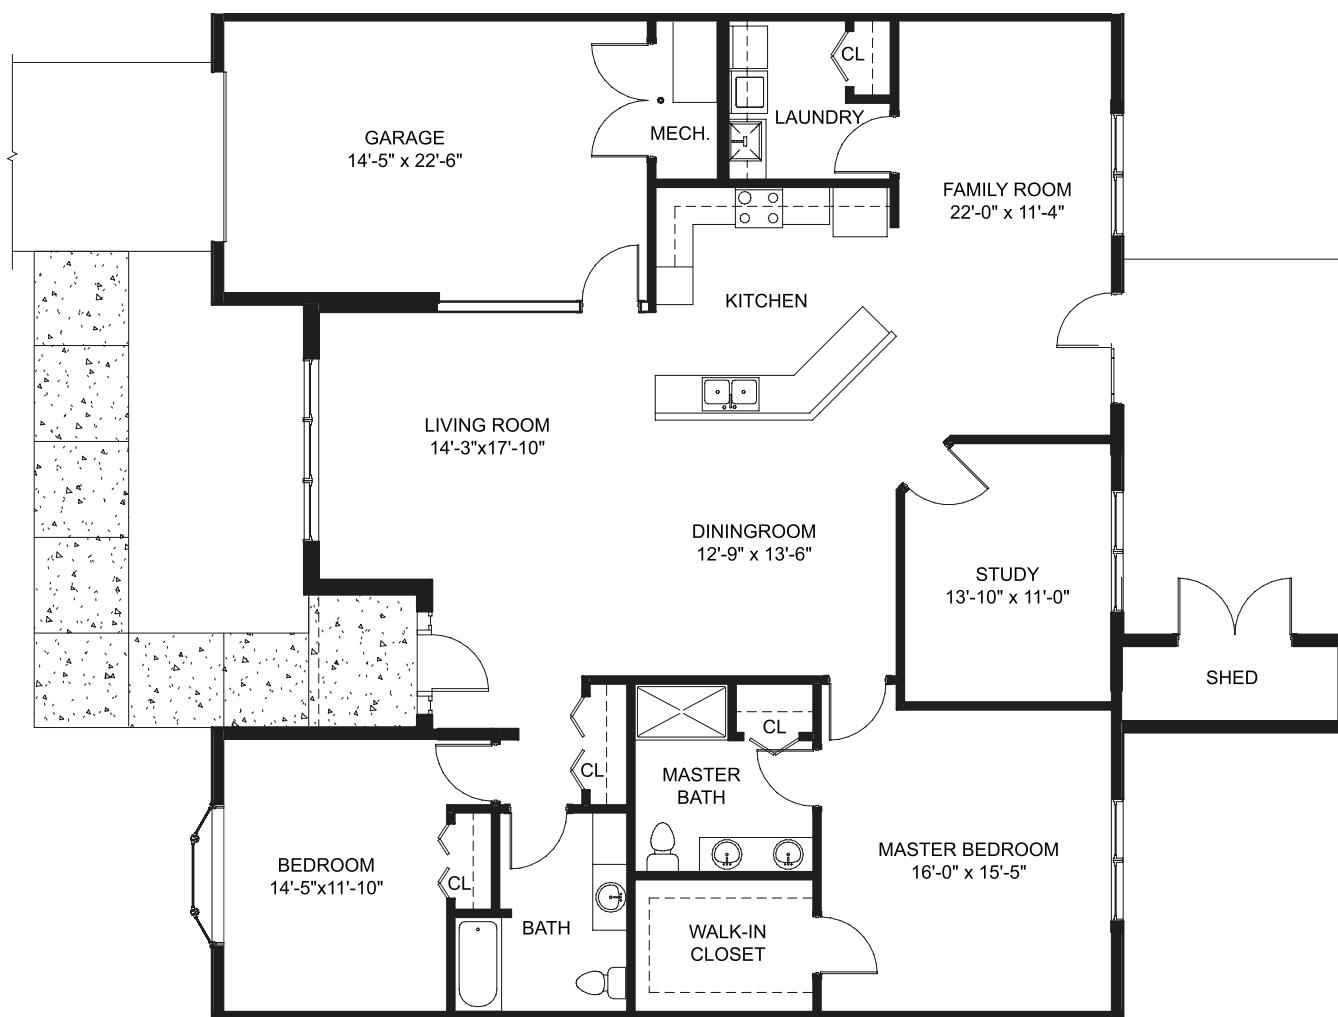 CL
LAUNDRY
MECH.
GARAGE
14'-5" x 22'-6"
FAMILY ROOM
22'-0" x 11'-4"
KITCHEN
LIVING ROOM
14'-3"x17'-10"
DININGROOM
12'-9" x 13'-6"
STUDY
13'-10" x 11'-0"
SHED
CL
CL
MASTER
BATH
BEDROOM
14'-5"x11'-10"
CL
MASTER BEDROOM
16'-0" x 15'-5"
BATH
WALK-IN
CLOSET